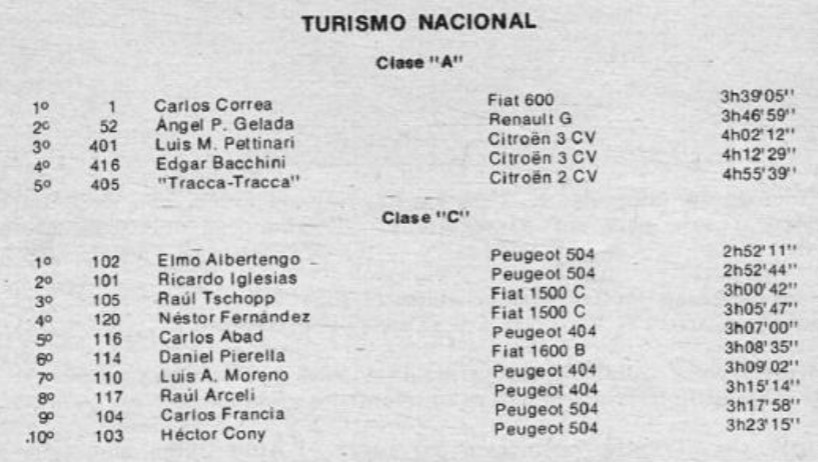 TURISMO NACIONAL
Clase "A"
1º 1 Carlos Correa Fiat 600 3h39'05''
2º 52 Angel P. Gelada Renault G 3h46'59''
3º 401 Luis M. Pettinari Citroën 3 CV 4h02'12''
4º 416 Edgar Bacchini Citroën 3 CV 4h12'29''
5º 405 "Tracca-Tracca" Citroën 2 CV 4h55'39''
Clase "C"
1º 102 Elmo Albertengo Peugeot 504 2h52'11''
2º 101 Ricardo Iglesias Peugeot 504 2h52'44''
3º 105 Raúl Tschopp Fiat 1500 C 3h00'42''
4º 120 Néstor Fernández Fiat 1500 C 3h05'47''
5º 116 Carlos Abad Peugeot 404 3h07'00''
6º 114 Daniel Pierella Fiat 1600 B 3h08'35''
7º 110 Luis A. Moreno Peugeot 404 3h09'02''
8º 117 Raúl Arceli Peugeot 404 3h15'14''
9º 104 Carlos Francia Peugeot 504 3h17'58''
10º 103 Héctor Cony Peugeot 504 3h23'15''